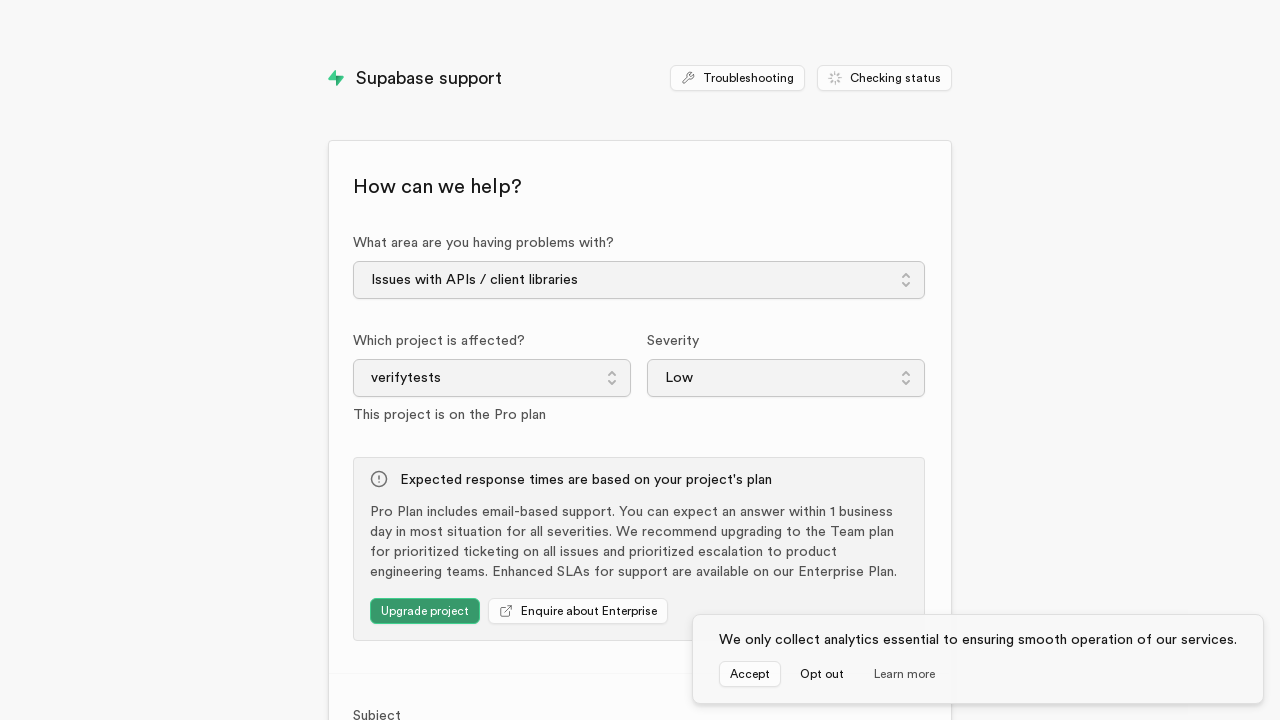 Supabase support
Troubleshooting
Checking status
How can we help?
What area are you having problems with?
Issues with APIs / client libraries
Which project is affected?
Severity
verifytests
Low
This project is on the Pro plan
Expected response times are based on your project's plan
Pro Plan includes email-based support. You can expect an answer within 1 business
day in most situation for all severities. We recommend upgrading to the Team plan
for prioritized ticketing on all issues and prioritized escalation to product
engineering teams. Enhanced SLAs for support are available on our Enterprise Plan.
Upgrade project
Enquire about Enterprise
We only collect analytics essential to ensuring smooth operation of our services.
Accept
Opt out
Learn more
Subject